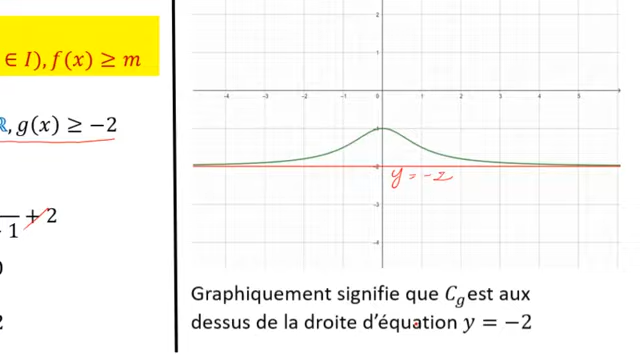 ∈ I), f(x) ≥ m
ℝ, g(x) ≥ −2
1 + 2
2
2
1
-4 -3 -2 -1 0 1 2 3 4 5
-1
-2
y = -2
-3
-4
Graphiquement signifie que C_g est aux
dessus de la droite d'équation y = −2